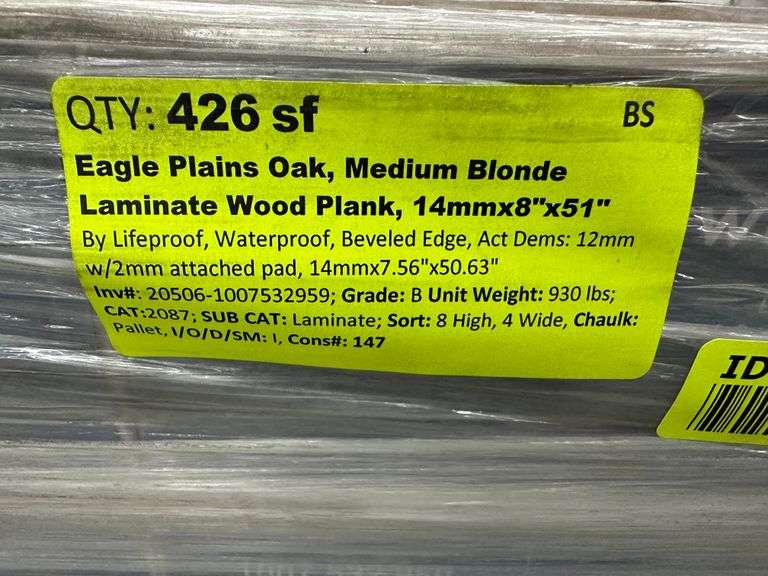 QTY: 426 sf
BS
Eagle Plains Oak, Medium Blonde
Laminate Wood Plank, 14mmx8"x51"
By Lifeproof, Waterproof, Beveled Edge, Act Dems: 12mm
w/2mm attached pad, 14mmx7.56"x50.63"
Inv#: 20506-1007532959; Grade: B Unit Weight: 930 lbs;
CAT:2087; SUB CAT: Laminate; Sort: 8 High, 4 Wide, Chaulk:
Pallet, I/O/D/SM: I, Cons#: 147
ID